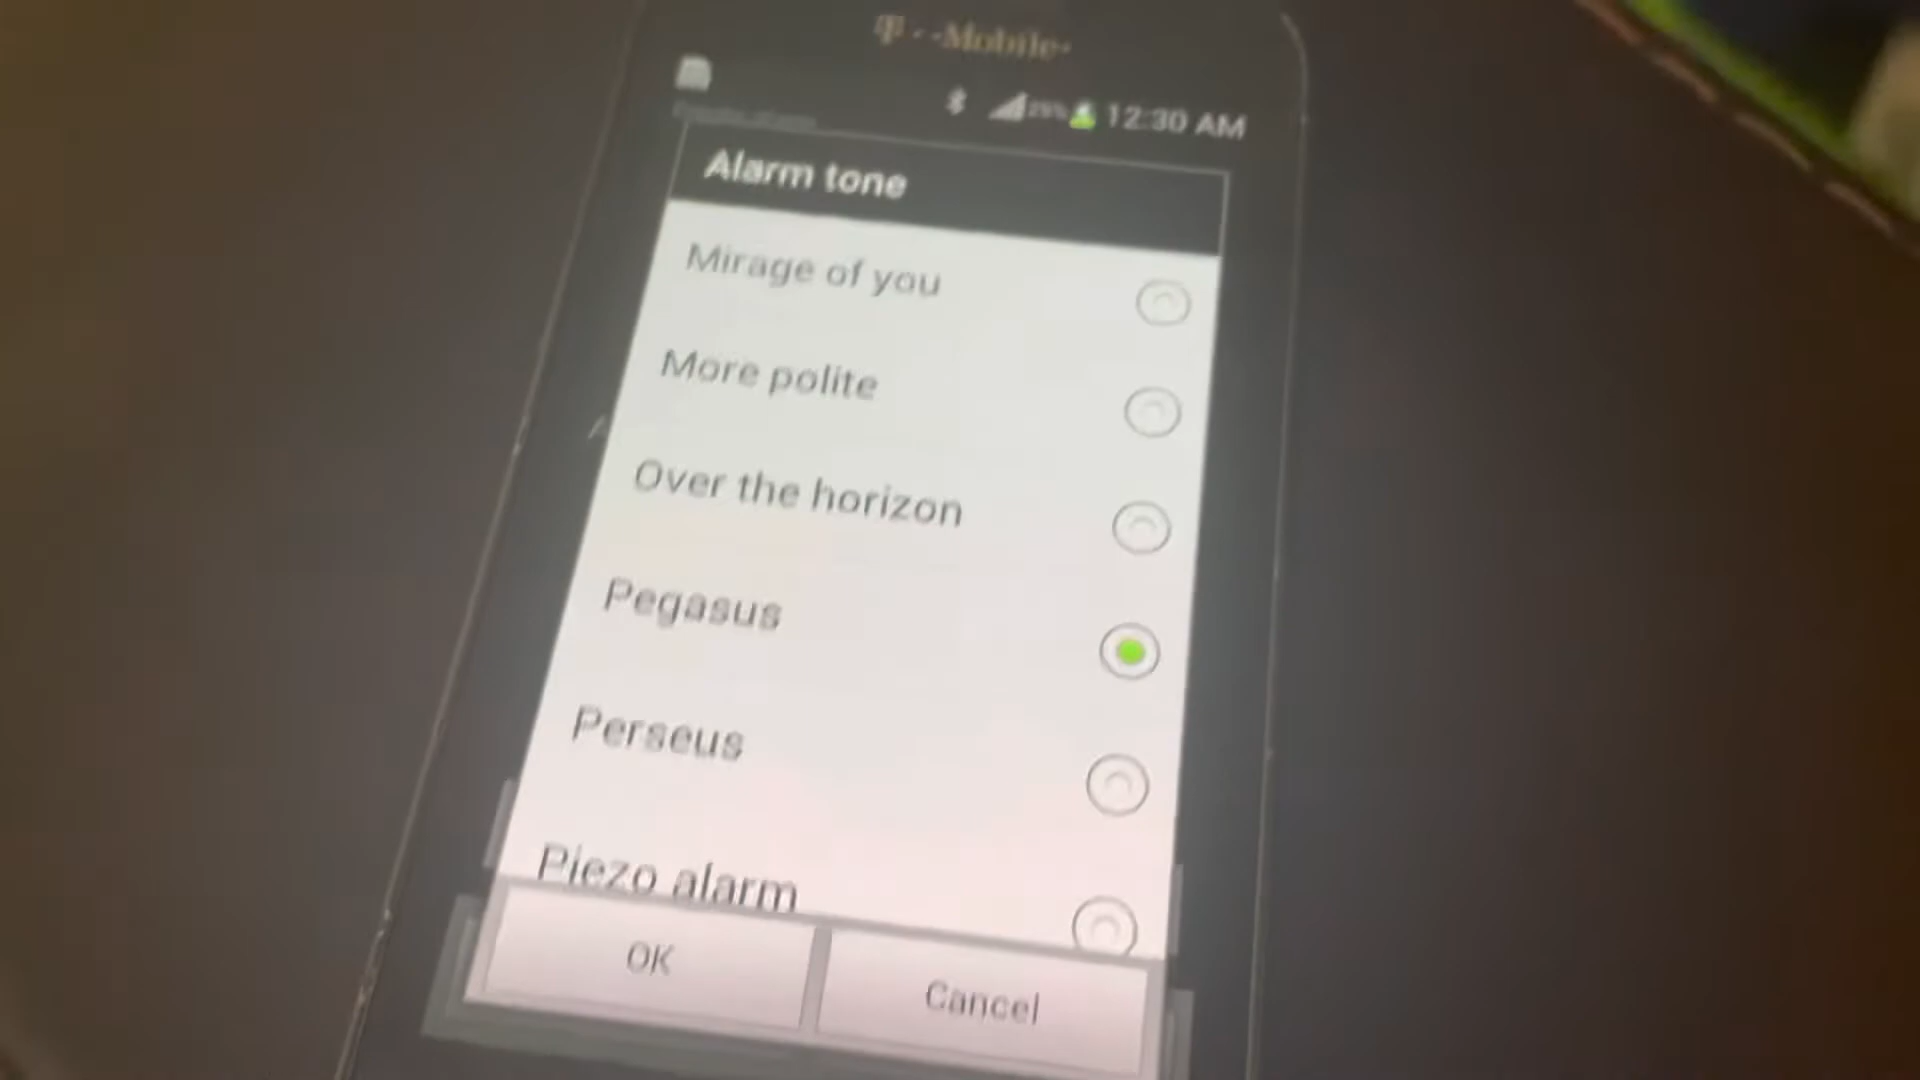 T··Mobile·
12:30 AM
Alarm tone
Mirage of you
More polite
Over the horizon
Pegasus
Perseus
Piezo alarm
OK
Cancel